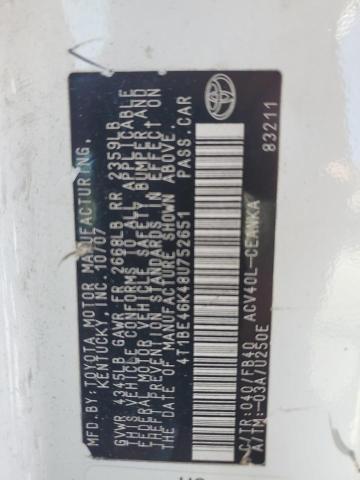 MFD.BY: TOYOTA MOTOR MANUFACTURING,
KENTUCKY, INC. 10/07
GVWR 4345LB GAWR FR 2668LB RR 2359LB
THIS VEHICLE CONFORMS TO ALL APPLICABLE
FEDERAL MOTOR VEHICLE SAFETY, BUMPER, AND
THEFT PREVENTION STANDARDS IN EFFECT ON
THE DATE OF MANUFACTURE SHOWN ABOVE.
4T1BE46K48U752651 PASS.CAR
C/TR:040/FB40 ACV40L-CEANKA
A/TM:-03A/U250E 83211